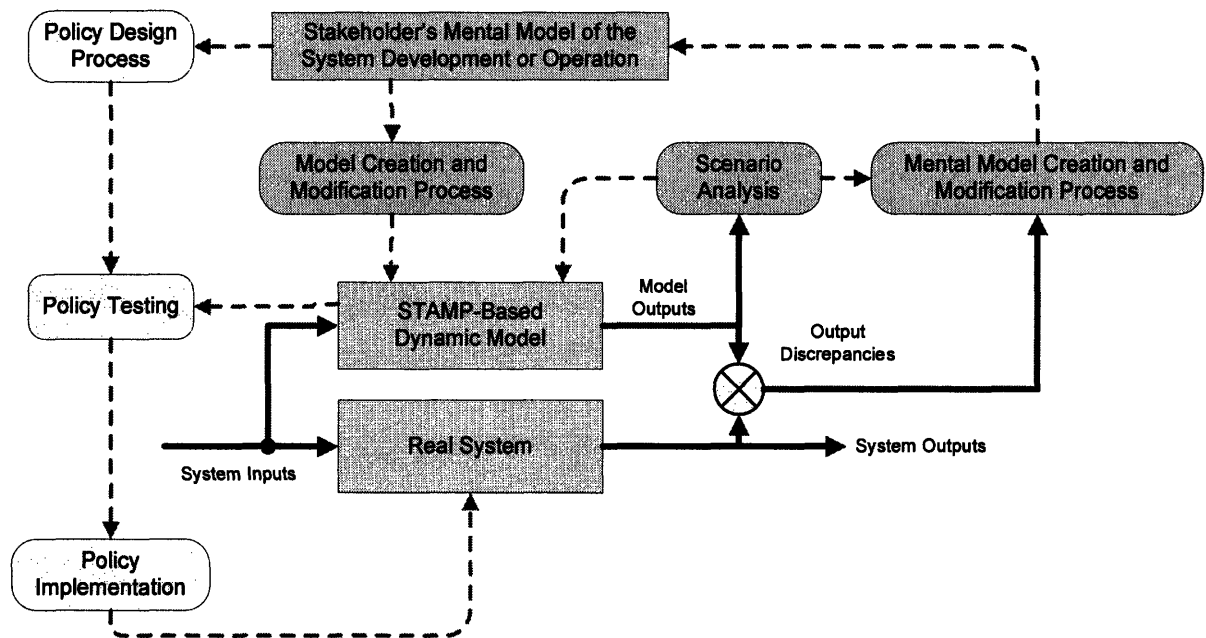 Policy Design
Process
Stakeholder's Mental Model of the
System Development or Operation
Model Creation and
Modification Process
Scenario
Analysis
Mental Model Creation and
Modification Process
Policy Testing
STAMP-Based
Dynamic Model
Model
Outputs
Output
Discrepancies
Real System
System Inputs
System Outputs
Policy
Implementation